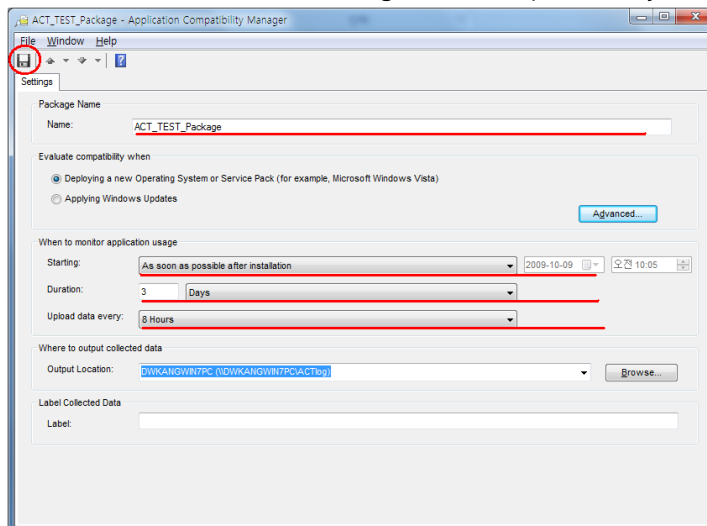 ACT_TEST_Package - Application Compatibility Manager
File Window Help
Settings
Package Name
Name: ACT_TEST_Package
Evaluate compatibility when
Deploying a new Operating System or Service Pack (for example, Microsoft Windows Vista)
Applying Windows Updates
Advanced...
When to monitor application usage
Starting: As soon as possible after installation 2009-10-09 오전 10:05
Duration: 3 Days
Upload data every: 8 Hours
Where to output collected data
Output Location: DWKANGWIN7PC (\\DWKANGWIN7PC\ACTlog) Browse...
Label Collected Data
Label: